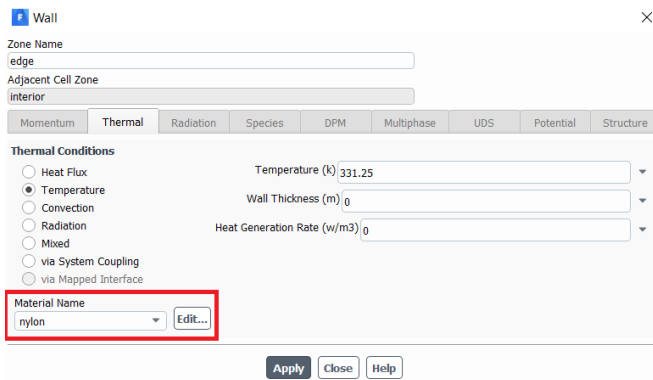 Wall
Zone Name
edge
Adjacent Cell Zone
interior
Momentum Thermal Radiation Species DPM Multiphase UDS Potential Structure
Thermal Conditions
Heat Flux
Temperature
Convection
Radiation
Mixed
via System Coupling
via Mapped Interface
Temperature (k) 331.25
Wall Thickness (m) 0
Heat Generation Rate (w/m3) 0
Material Name
nylon Edit...
Apply Close Help